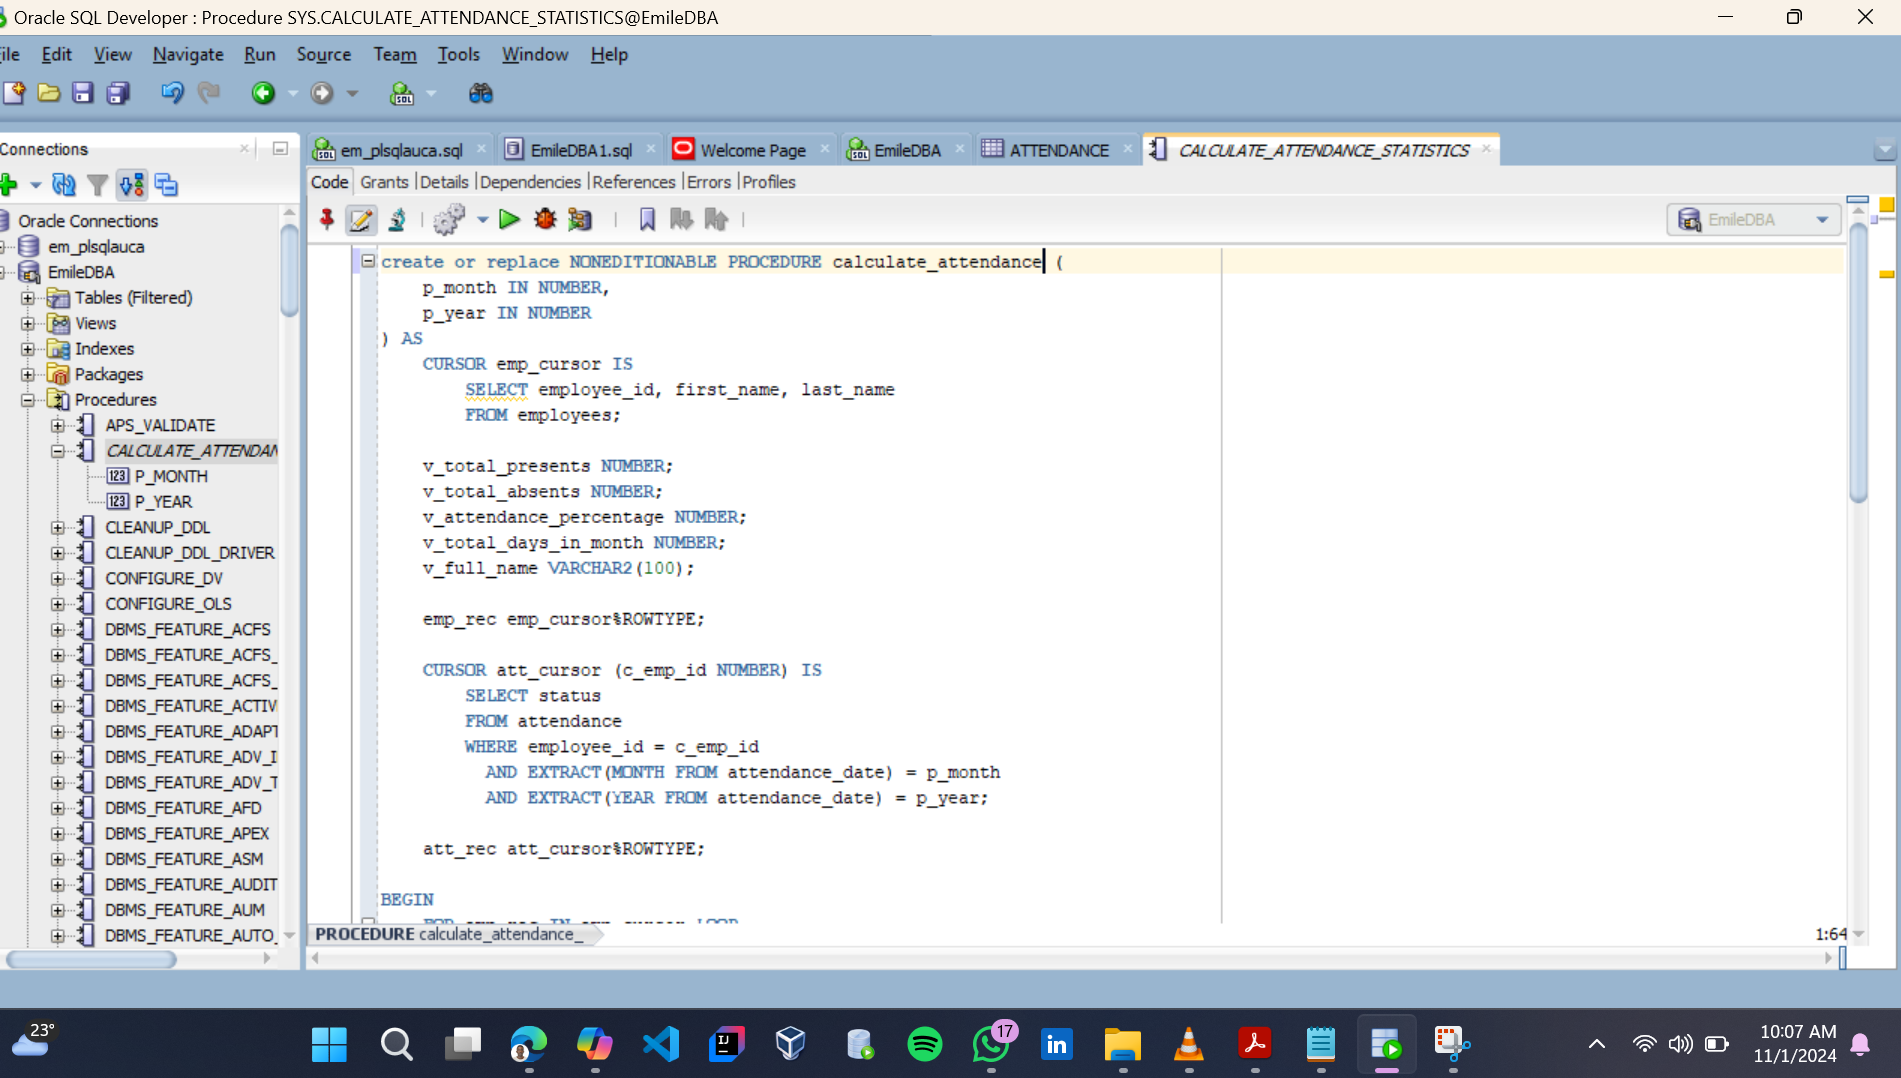 Oracle SQL Developer : Procedure SYS.CALCULATE_ATTENDANCE_STATISTICS@EmileDBA
ile Edit View Navigate Run Source Team Tools Window Help
Connections
em_plsqlauca.sql EmileDBA1.sql Welcome Page EmileDBA ATTENDANCE CALCULATE_ATTENDANCE_STATISTICS
Code Grants Details Dependencies References Errors Profiles
EmileDBA
Oracle Connections
em_plsqlauca
EmileDBA
Tables (Filtered)
Views
Indexes
Packages
Procedures
APS_VALIDATE
CALCULATE_ATTENDAN
P_MONTH
P_YEAR
CLEANUP_DDL
CLEANUP_DDL_DRIVER
CONFIGURE_DV
CONFIGURE_OLS
DBMS_FEATURE_ACFS
DBMS_FEATURE_ACFS_
DBMS_FEATURE_ACFS_
DBMS_FEATURE_ACTIV
DBMS_FEATURE_ADAPT
DBMS_FEATURE_ADV_I
DBMS_FEATURE_ADV_T
DBMS_FEATURE_AFD
DBMS_FEATURE_APEX
DBMS_FEATURE_ASM
DBMS_FEATURE_AUDIT
DBMS_FEATURE_AUM
DBMS_FEATURE_AUTO_
create or replace NONEDITIONABLE PROCEDURE calculate_attendance (
p_month IN NUMBER,
p_year IN NUMBER
) AS
CURSOR emp_cursor IS
SELECT employee_id, first_name, last_name
FROM employees;
v_total_presents NUMBER;
v_total_absents NUMBER;
v_attendance_percentage NUMBER;
v_total_days_in_month NUMBER;
v_full_name VARCHAR2(100);
emp_rec emp_cursor%ROWTYPE;
CURSOR att_cursor (c_emp_id NUMBER) IS
SELECT status
FROM attendance
WHERE employee_id = c_emp_id
AND EXTRACT(MONTH FROM attendance_date) = p_month
AND EXTRACT(YEAR FROM attendance_date) = p_year;
att_rec att_cursor%ROWTYPE;
BEGIN
FOR emp_rec IN emp_cursor LOOP
PROCEDURE calculate_attendance_
1:64
23°
17
10:07 AM
11/1/2024